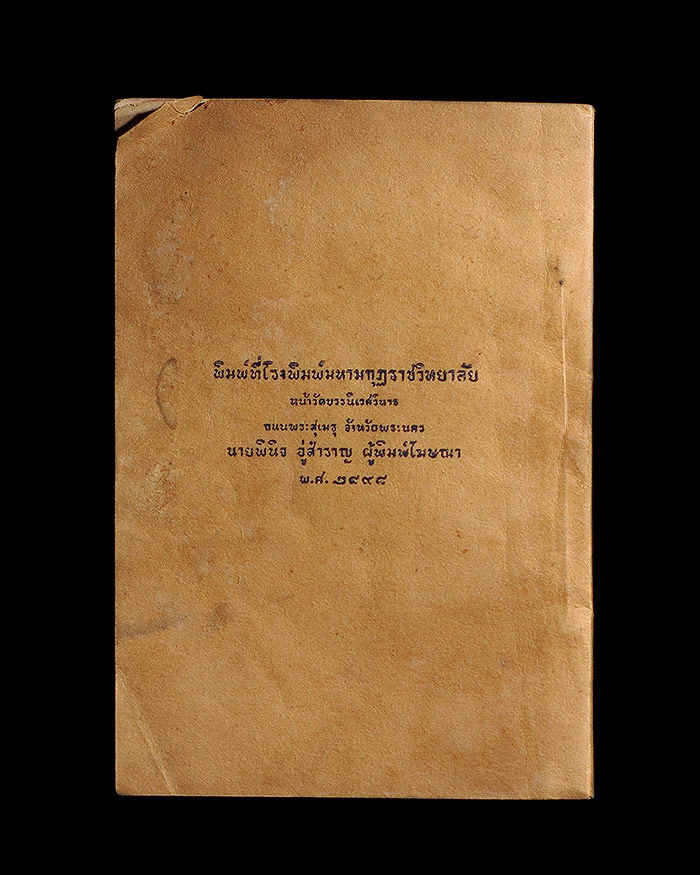 พิมพ์ที่โรงพิมพ์มหามกุฏราชวิทยาลัย
หน้าวัดบวรนิเวศวิหาร
ถนนพระสุเมรุ จังหวัดพระนคร
นายพินิจ อู่สำราญ ผู้พิมพ์โฆษณา
พ.ศ. ๒๔๙๘